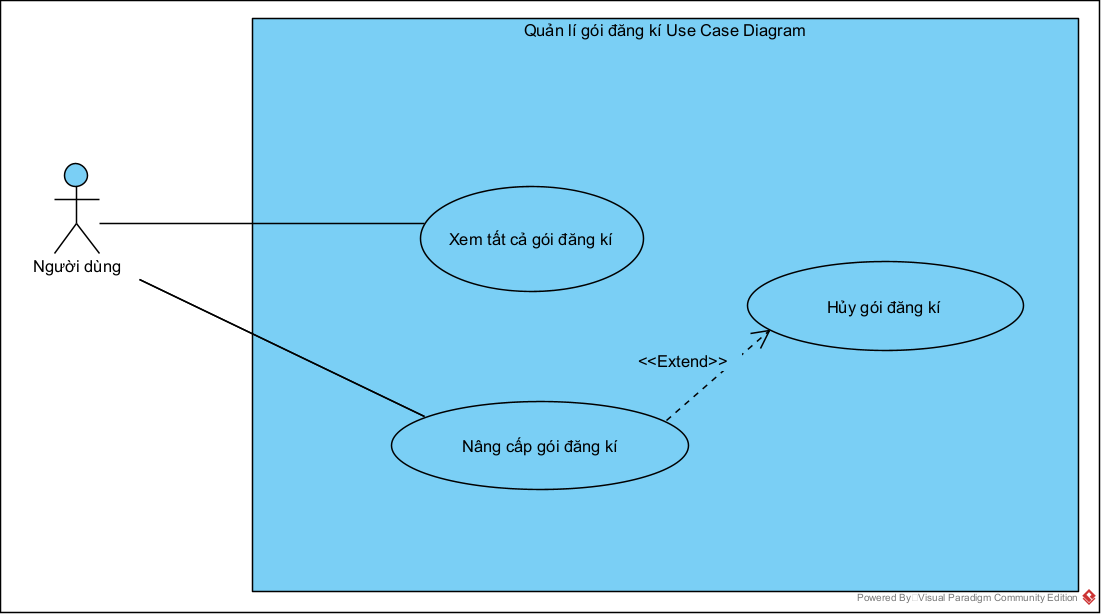 Quản lí gói đăng kí Use Case Diagram
Người dùng
Xem tất cả gói đăng kí
Hủy gói đăng kí
<<Extend>>
Nâng cấp gói đăng kí
Powered By Visual Paradigm Community Edition